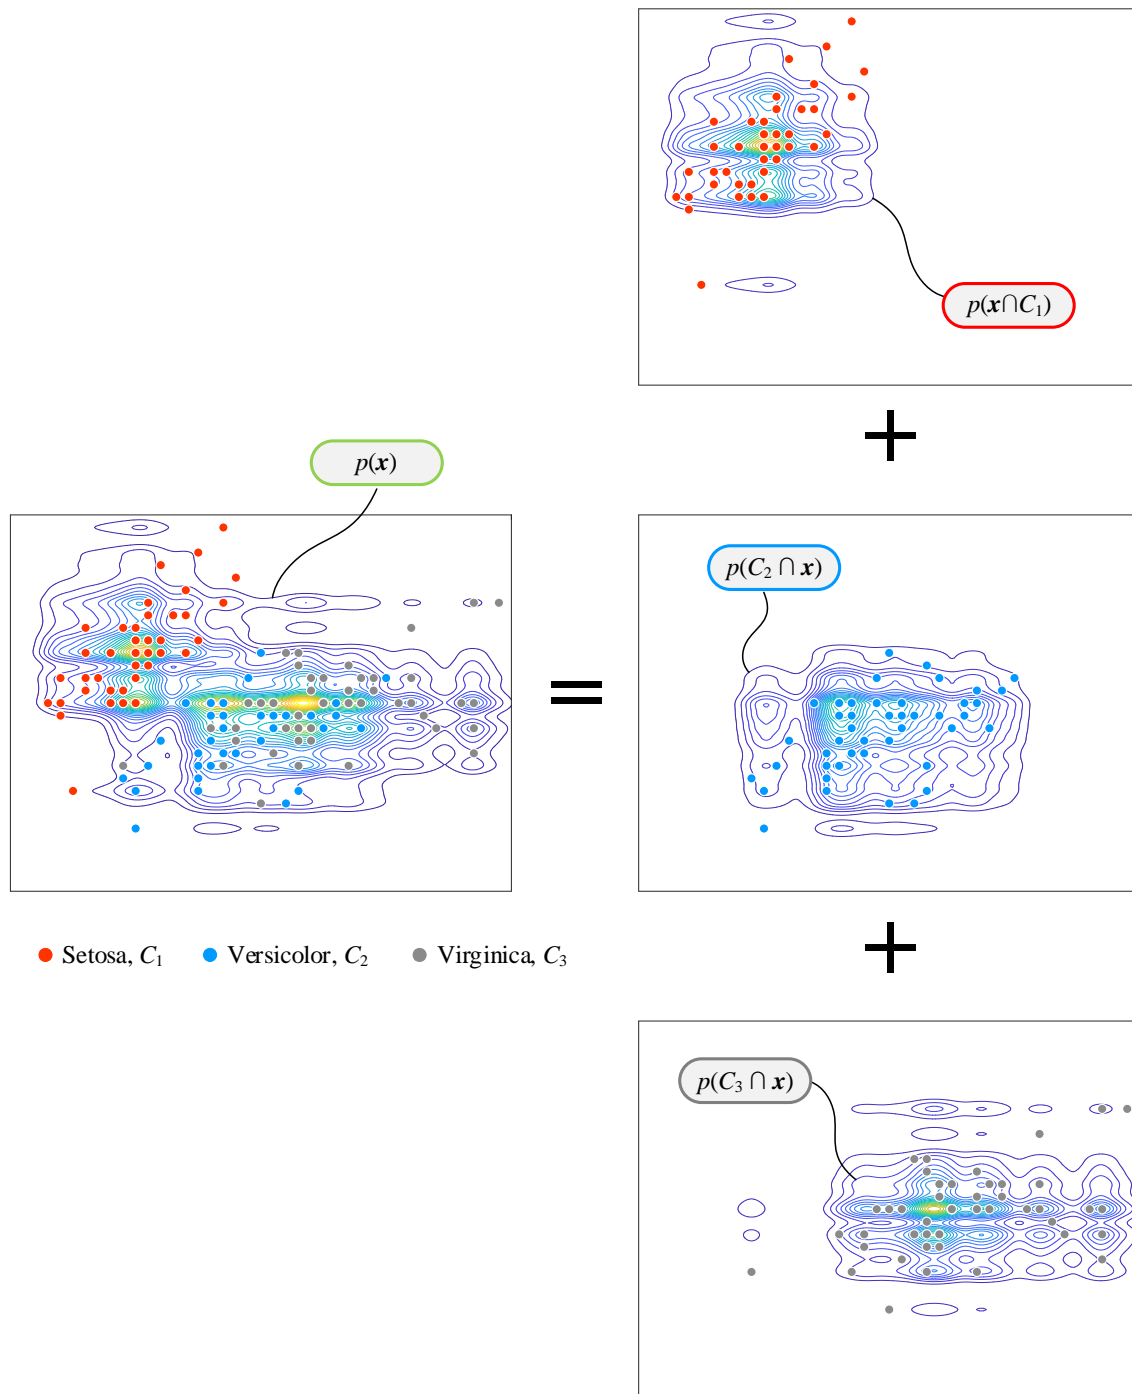 p(x∩C₁)
+
p(x)
p(C₂ ∩ x)
=
Setosa, C₁ Versicolor, C₂ Virginica, C₃
+
p(C₃ ∩ x)